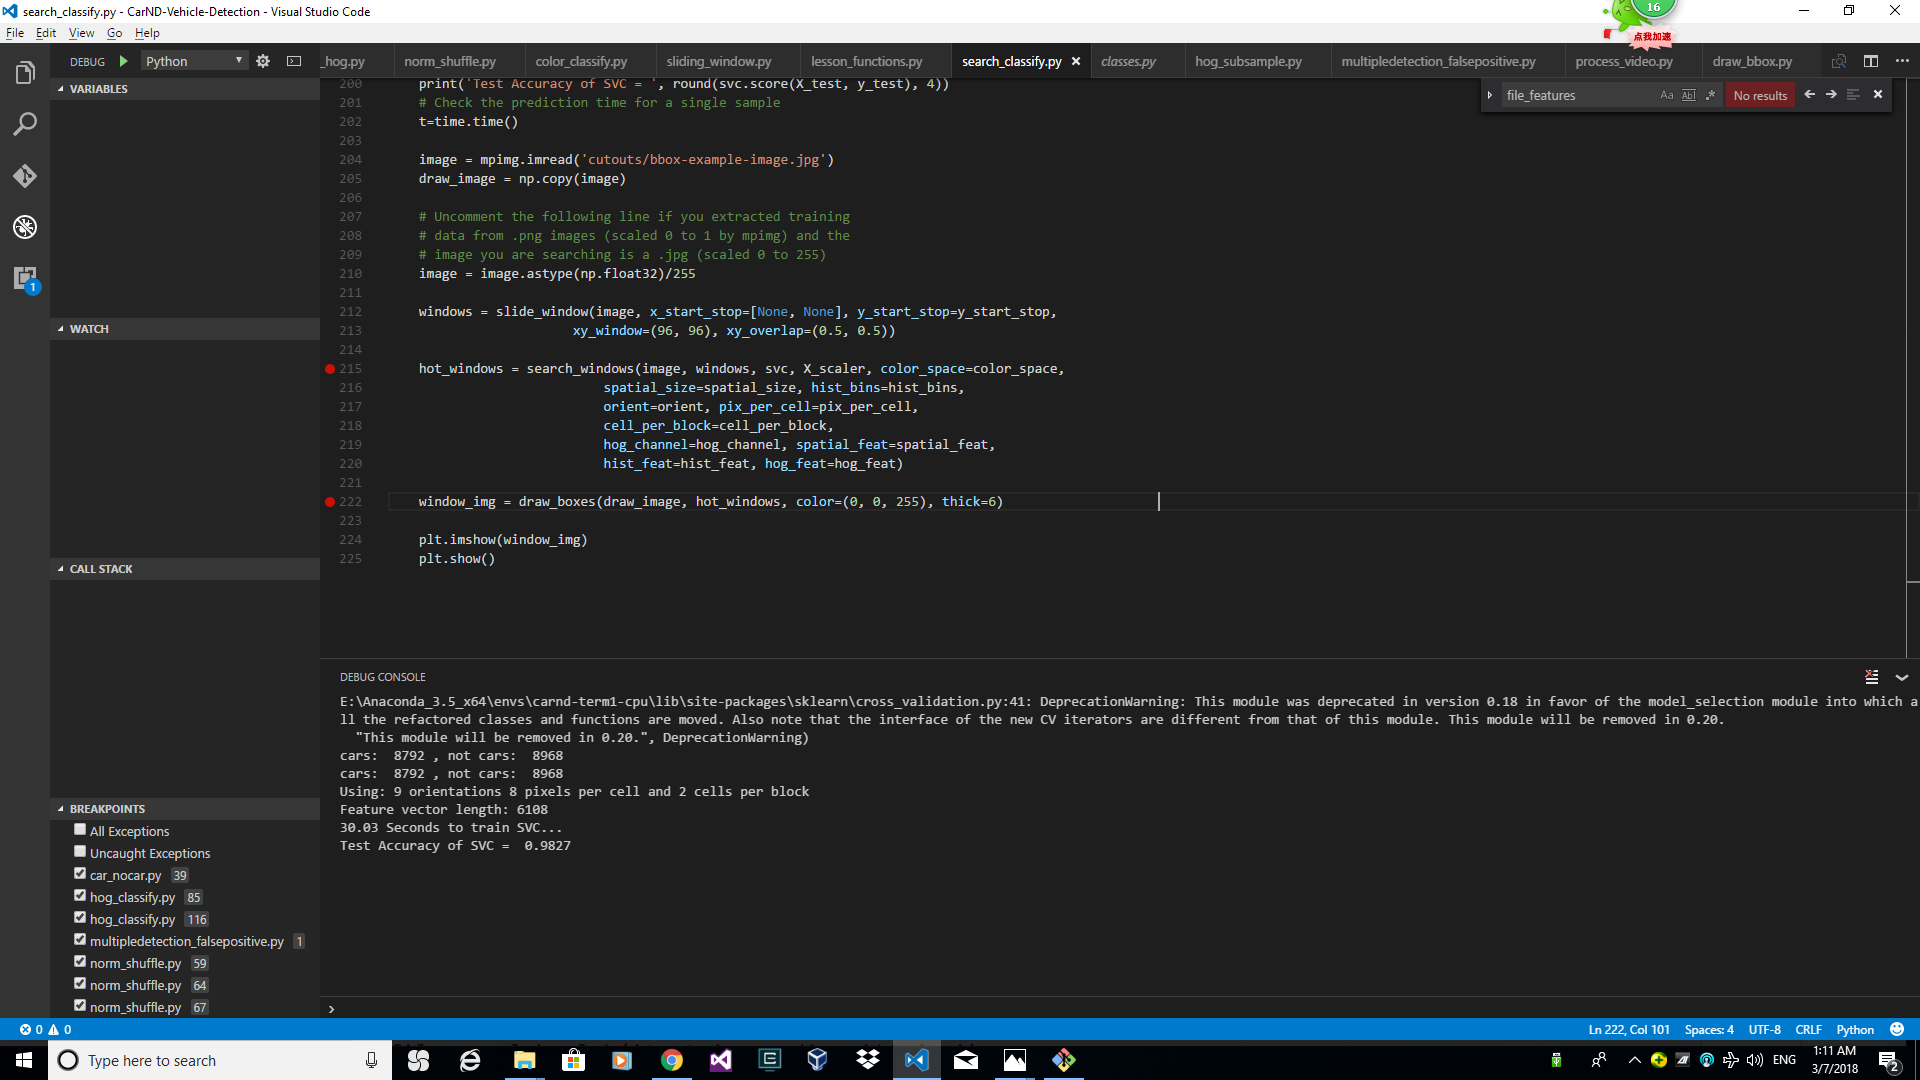 search_classify.py - CarND-Vehicle-Detection - Visual Studio Code
16
点我加速
File Edit View Go Help
DEBUG Python
_hog.py norm_shuffle.py color_classify.py sliding_window.py lesson_functions.py search_classify.py classes.py hog_subsample.py multipledetection_falsepositive.py process_video.py draw_bbox.py
file_features Aa Abl .* No results
VARIABLES
WATCH
CALL STACK
BREAKPOINTS
All Exceptions
Uncaught Exceptions
car_nocar.py 39
hog_classify.py 85
hog_classify.py 116
multipledetection_falsepositive.py 1
norm_shuffle.py 59
norm_shuffle.py 64
norm_shuffle.py 67
1
200 print('Test Accuracy of SVC = ', round(svc.score(X_test, y_test), 4))
201 # Check the prediction time for a single sample
202 t=time.time()
203
204 image = mpimg.imread('cutouts/bbox-example-image.jpg')
205 draw_image = np.copy(image)
206
207 # Uncomment the following line if you extracted training
208 # data from .png images (scaled 0 to 1 by mpimg) and the
209 # image you are searching is a .jpg (scaled 0 to 255)
210 image = image.astype(np.float32)/255
211
212 windows = slide_window(image, x_start_stop=[None, None], y_start_stop=y_start_stop,
213 xy_window=(96, 96), xy_overlap=(0.5, 0.5))
214
215 hot_windows = search_windows(image, windows, svc, X_scaler, color_space=color_space,
216 spatial_size=spatial_size, hist_bins=hist_bins,
217 orient=orient, pix_per_cell=pix_per_cell,
218 cell_per_block=cell_per_block,
219 hog_channel=hog_channel, spatial_feat=spatial_feat,
220 hist_feat=hist_feat, hog_feat=hog_feat)
221
222 window_img = draw_boxes(draw_image, hot_windows, color=(0, 0, 255), thick=6)
223
224 plt.imshow(window_img)
225 plt.show()
DEBUG CONSOLE
E:\Anaconda_3.5_x64\envs\carnd-term1-cpu\lib\site-packages\sklearn\cross_validation.py:41: DeprecationWarning: This module was deprecated in version 0.18 in favor of the model_selection module into which a
ll the refactored classes and functions are moved. Also note that the interface of the new CV iterators are different from that of this module. This module will be removed in 0.20.
"This module will be removed in 0.20.", DeprecationWarning)
cars:  8792 , not cars:  8968
cars:  8792 , not cars:  8968
Using: 9 orientations 8 pixels per cell and 2 cells per block
Feature vector length: 6108
30.03 Seconds to train SVC...
Test Accuracy of SVC =  0.9827
0 0
Ln 222, Col 101 Spaces: 4 UTF-8 CRLF Python
Type here to search
ENG
1:11 AM
3/7/2018
2